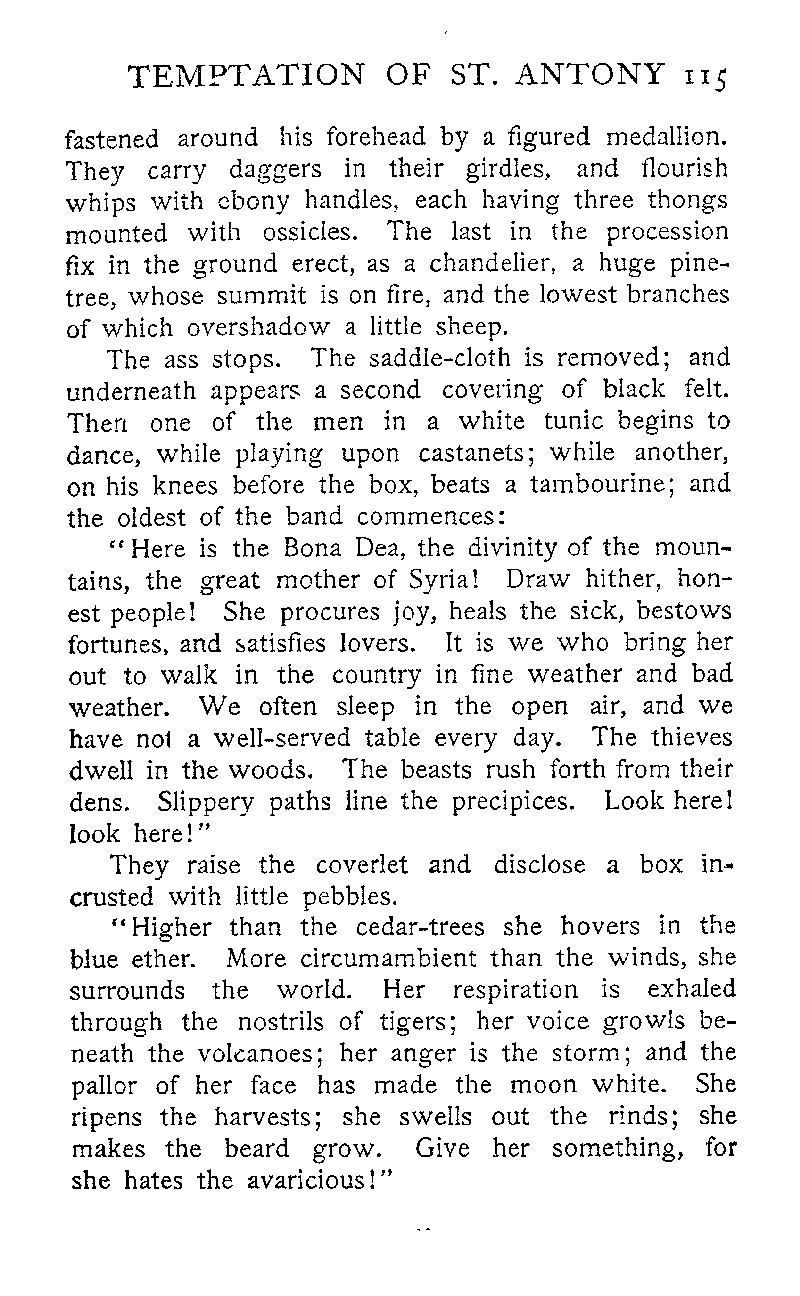 TEMPTATION OF ST. ANTONY 115
fastened around his forehead by a figured medallion.
They carry daggers in their girdles, and flourish
whips with ebony handles, each having three thongs
mounted with ossicles. The last in the procession
fix in the ground erect, as a chandelier, a huge pine-
tree, whose summit is on fire, and the lowest branches
of which overshadow a little sheep.
The ass stops. The saddle-cloth is removed; and
underneath appears a second covering of black felt.
Then one of the men in a white tunic begins to
dance, while playing upon castanets; while another,
on his knees before the box, beats a tambourine; and
the oldest of the band commences:
"Here is the Bona Dea, the divinity of the moun-
tains, the great mother of Syria! Draw hither, hon-
est people! She procures joy, heals the sick, bestows
fortunes, and satisfies lovers. It is we who bring her
out to walk in the country in fine weather and bad
weather. We often sleep in the open air, and we
have not a well-served table every day. The thieves
dwell in the woods. The beasts rush forth from their
dens. Slippery paths line the precipices. Look here!
look here!"
They raise the coverlet and disclose a box in-
crusted with little pebbles.
"Higher than the cedar-trees she hovers in the
blue ether. More circumambient than the winds, she
surrounds the world. Her respiration is exhaled
through the nostrils of tigers; her voice growls be-
neath the volcanoes; her anger is the storm; and the
pallor of her face has made the moon white. She
ripens the harvests; she swells out the rinds; she
makes the beard grow. Give her something, for
she hates the avaricious!"